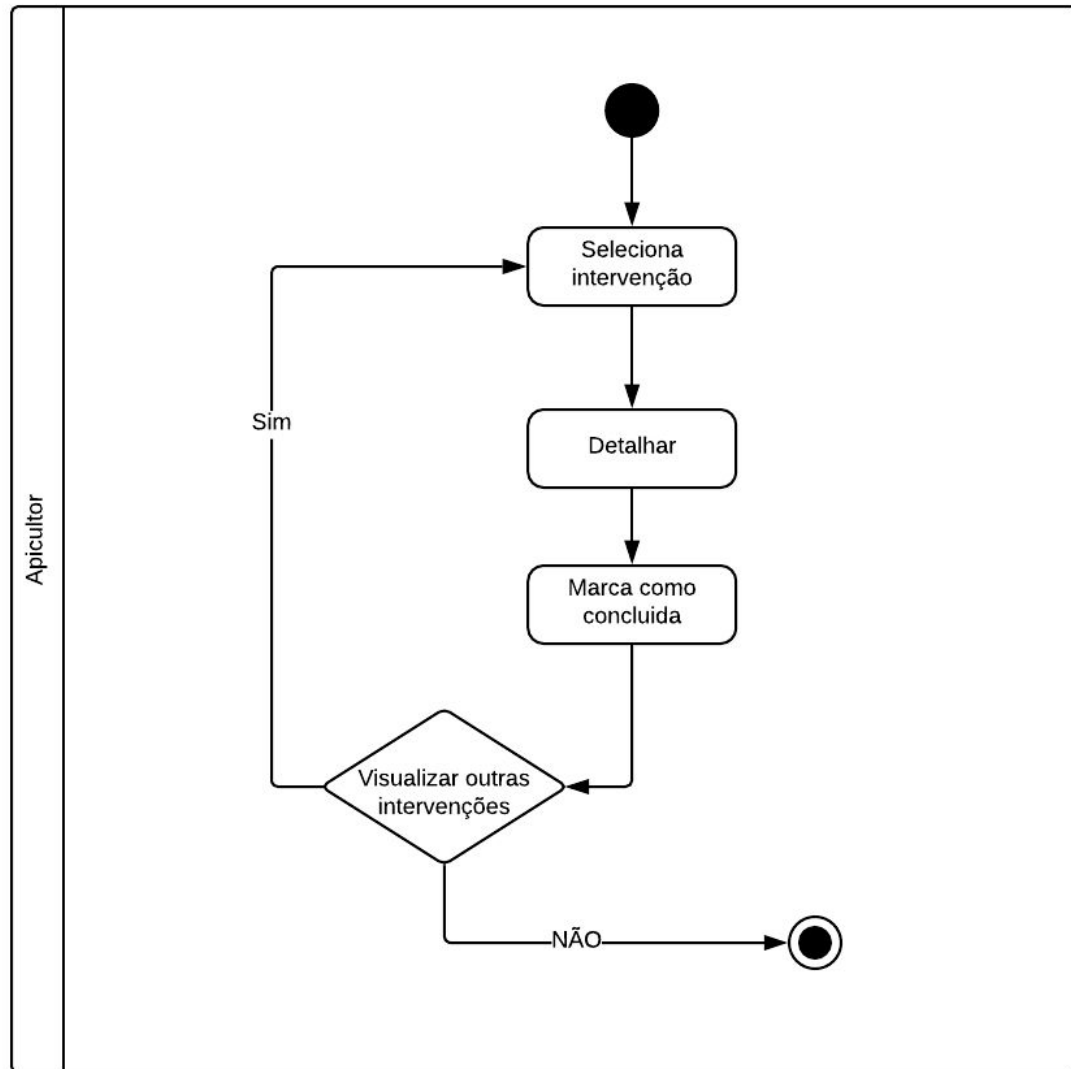 Apicultor
Seleciona
intervenção
Detalhar
Marca como
concluida
Sim
Visualizar outras
intervenções
NÃO